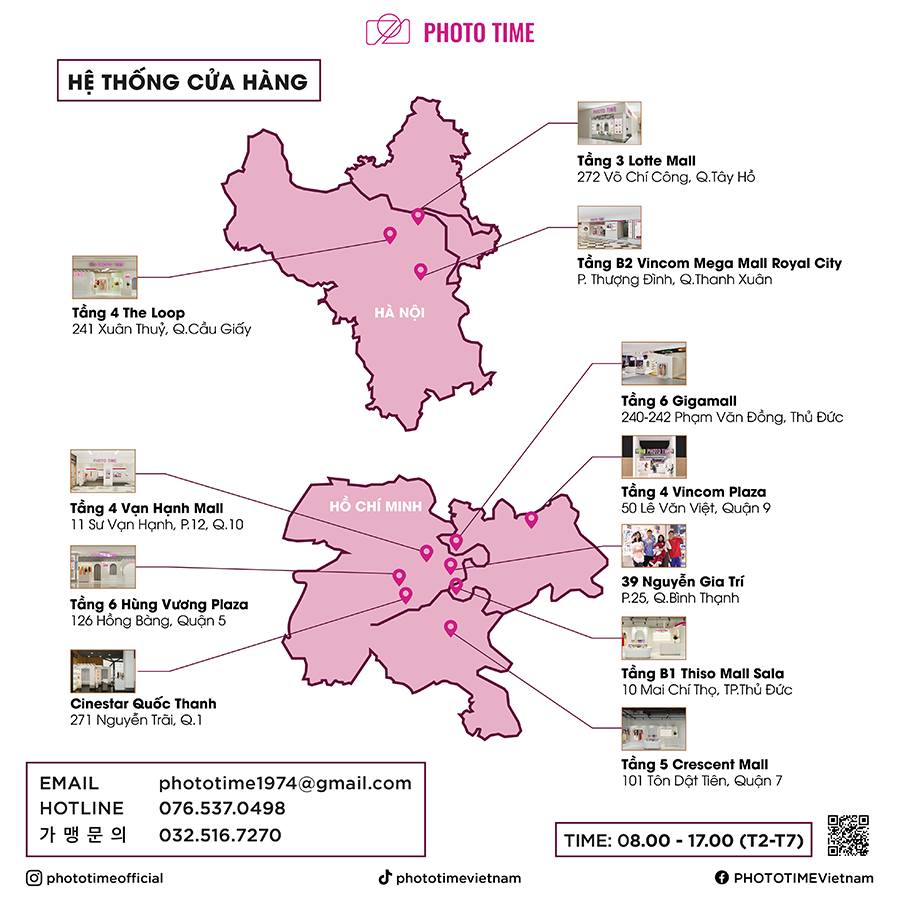 PHOTO TIME
HỆ THỐNG CỬA HÀNG
Tầng 3 Lotte Mall
272 Võ Chí Công, Q.Tây Hồ
Tầng B2 Vincom Mega Mall Royal City
P. Thượng Đình, Q.Thanh Xuân
Tầng 4 The Loop
241 Xuân Thuỷ, Q.Cầu Giấy
HÀ NỘI
Tầng 6 Gigamall
240-242 Phạm Văn Đồng, Thủ Đức
Tầng 4 Vincom Plaza
50 Lê Văn Việt, Quận 9
39 Nguyễn Gia Trí
P.25, Q.Bình Thạnh
Tầng B1 Thiso Mall Sala
10 Mai Chí Thọ, TP.Thủ Đức
Tầng 5 Crescent Mall
101 Tôn Dật Tiên, Quận 7
HỒ CHÍ MINH
Tầng 4 Vạn Hạnh Mall
11 Sư Vạn Hạnh, P.12, Q.10
Tầng 6 Hùng Vương Plaza
126 Hồng Bàng, Quận 5
Cinestar Quốc Thanh
271 Nguyễn Trãi, Q.1
EMAIL phototime1974@gmail.com
HOTLINE 076.537.0498
가맹문의 032.516.7270
TIME: 08.00 - 17.00 (T2-T7)
phototimeofficial
phototimevietnam
PHOTOTIMEVietnam